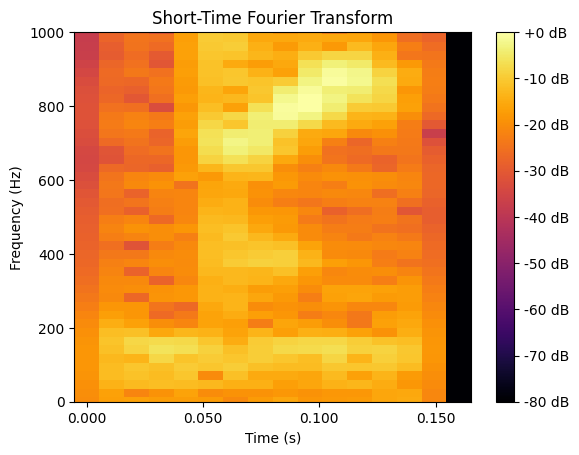 Short-Time Fourier Transform
1000
800
600
400
200
0
Frequency (Hz)
0.000
0.050
0.100
0.150
Time (s)
+0 dB
-10 dB
-20 dB
-30 dB
-40 dB
-50 dB
-60 dB
-70 dB
-80 dB